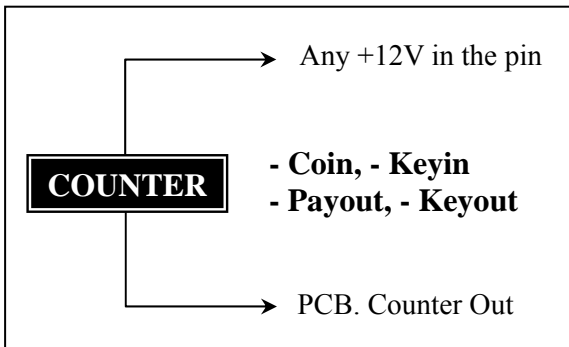 Any +12V in the pin
COUNTER
- Coin, - Keyin
- Payout, - Keyout
PCB. Counter Out